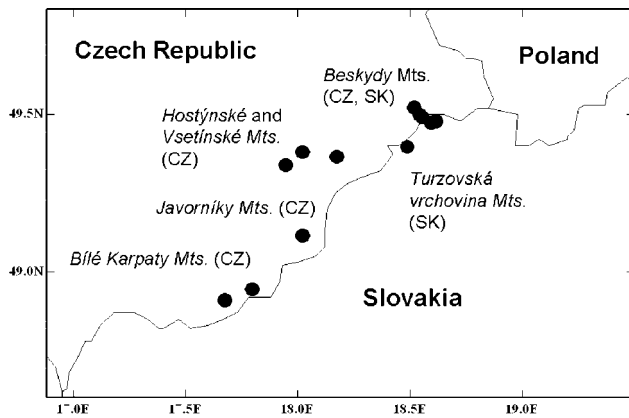 Czech Republic
Poland
Beskydy Mts.
(CZ, SK)
Hostýnské and
Vsetínské Mts.
(CZ)
Turzovská
vrchovina Mts.
(SK)
Javorníky Mts. (CZ)
Bílé Karpaty Mts. (CZ)
Slovakia
49.5N
49.0N
18.0E
18.5E
19.0E